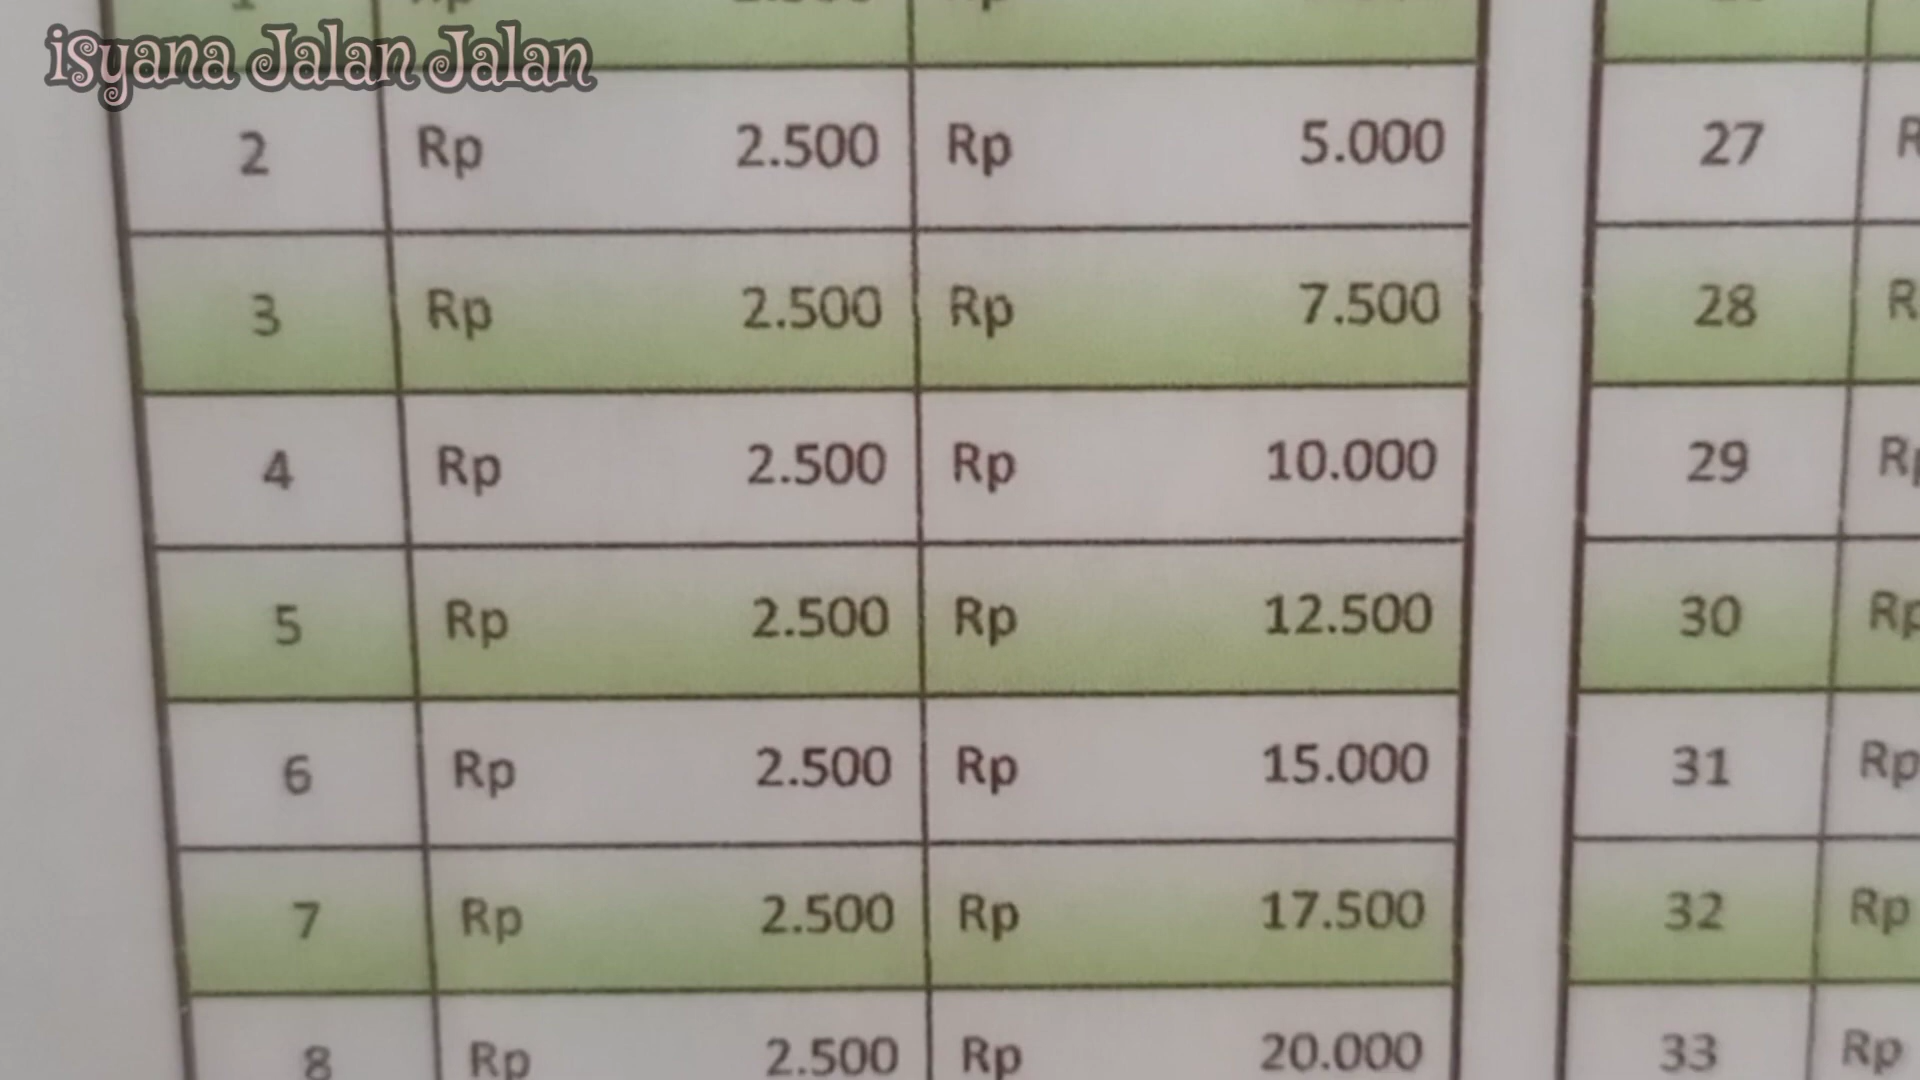 isyana Jalan Jalan
2 Rp 2.500 Rp 5.000 27
3 Rp 2.500 Rp 7.500 28
4 Rp 2.500 Rp 10.000 29
5 Rp 2.500 Rp 12.500 30 Rp
6 Rp 2.500 Rp 15.000 31 Rp
7 Rp 2.500 Rp 17.500 32 Rp
8 Rp 2.500 Rp 20.000 33 Rp